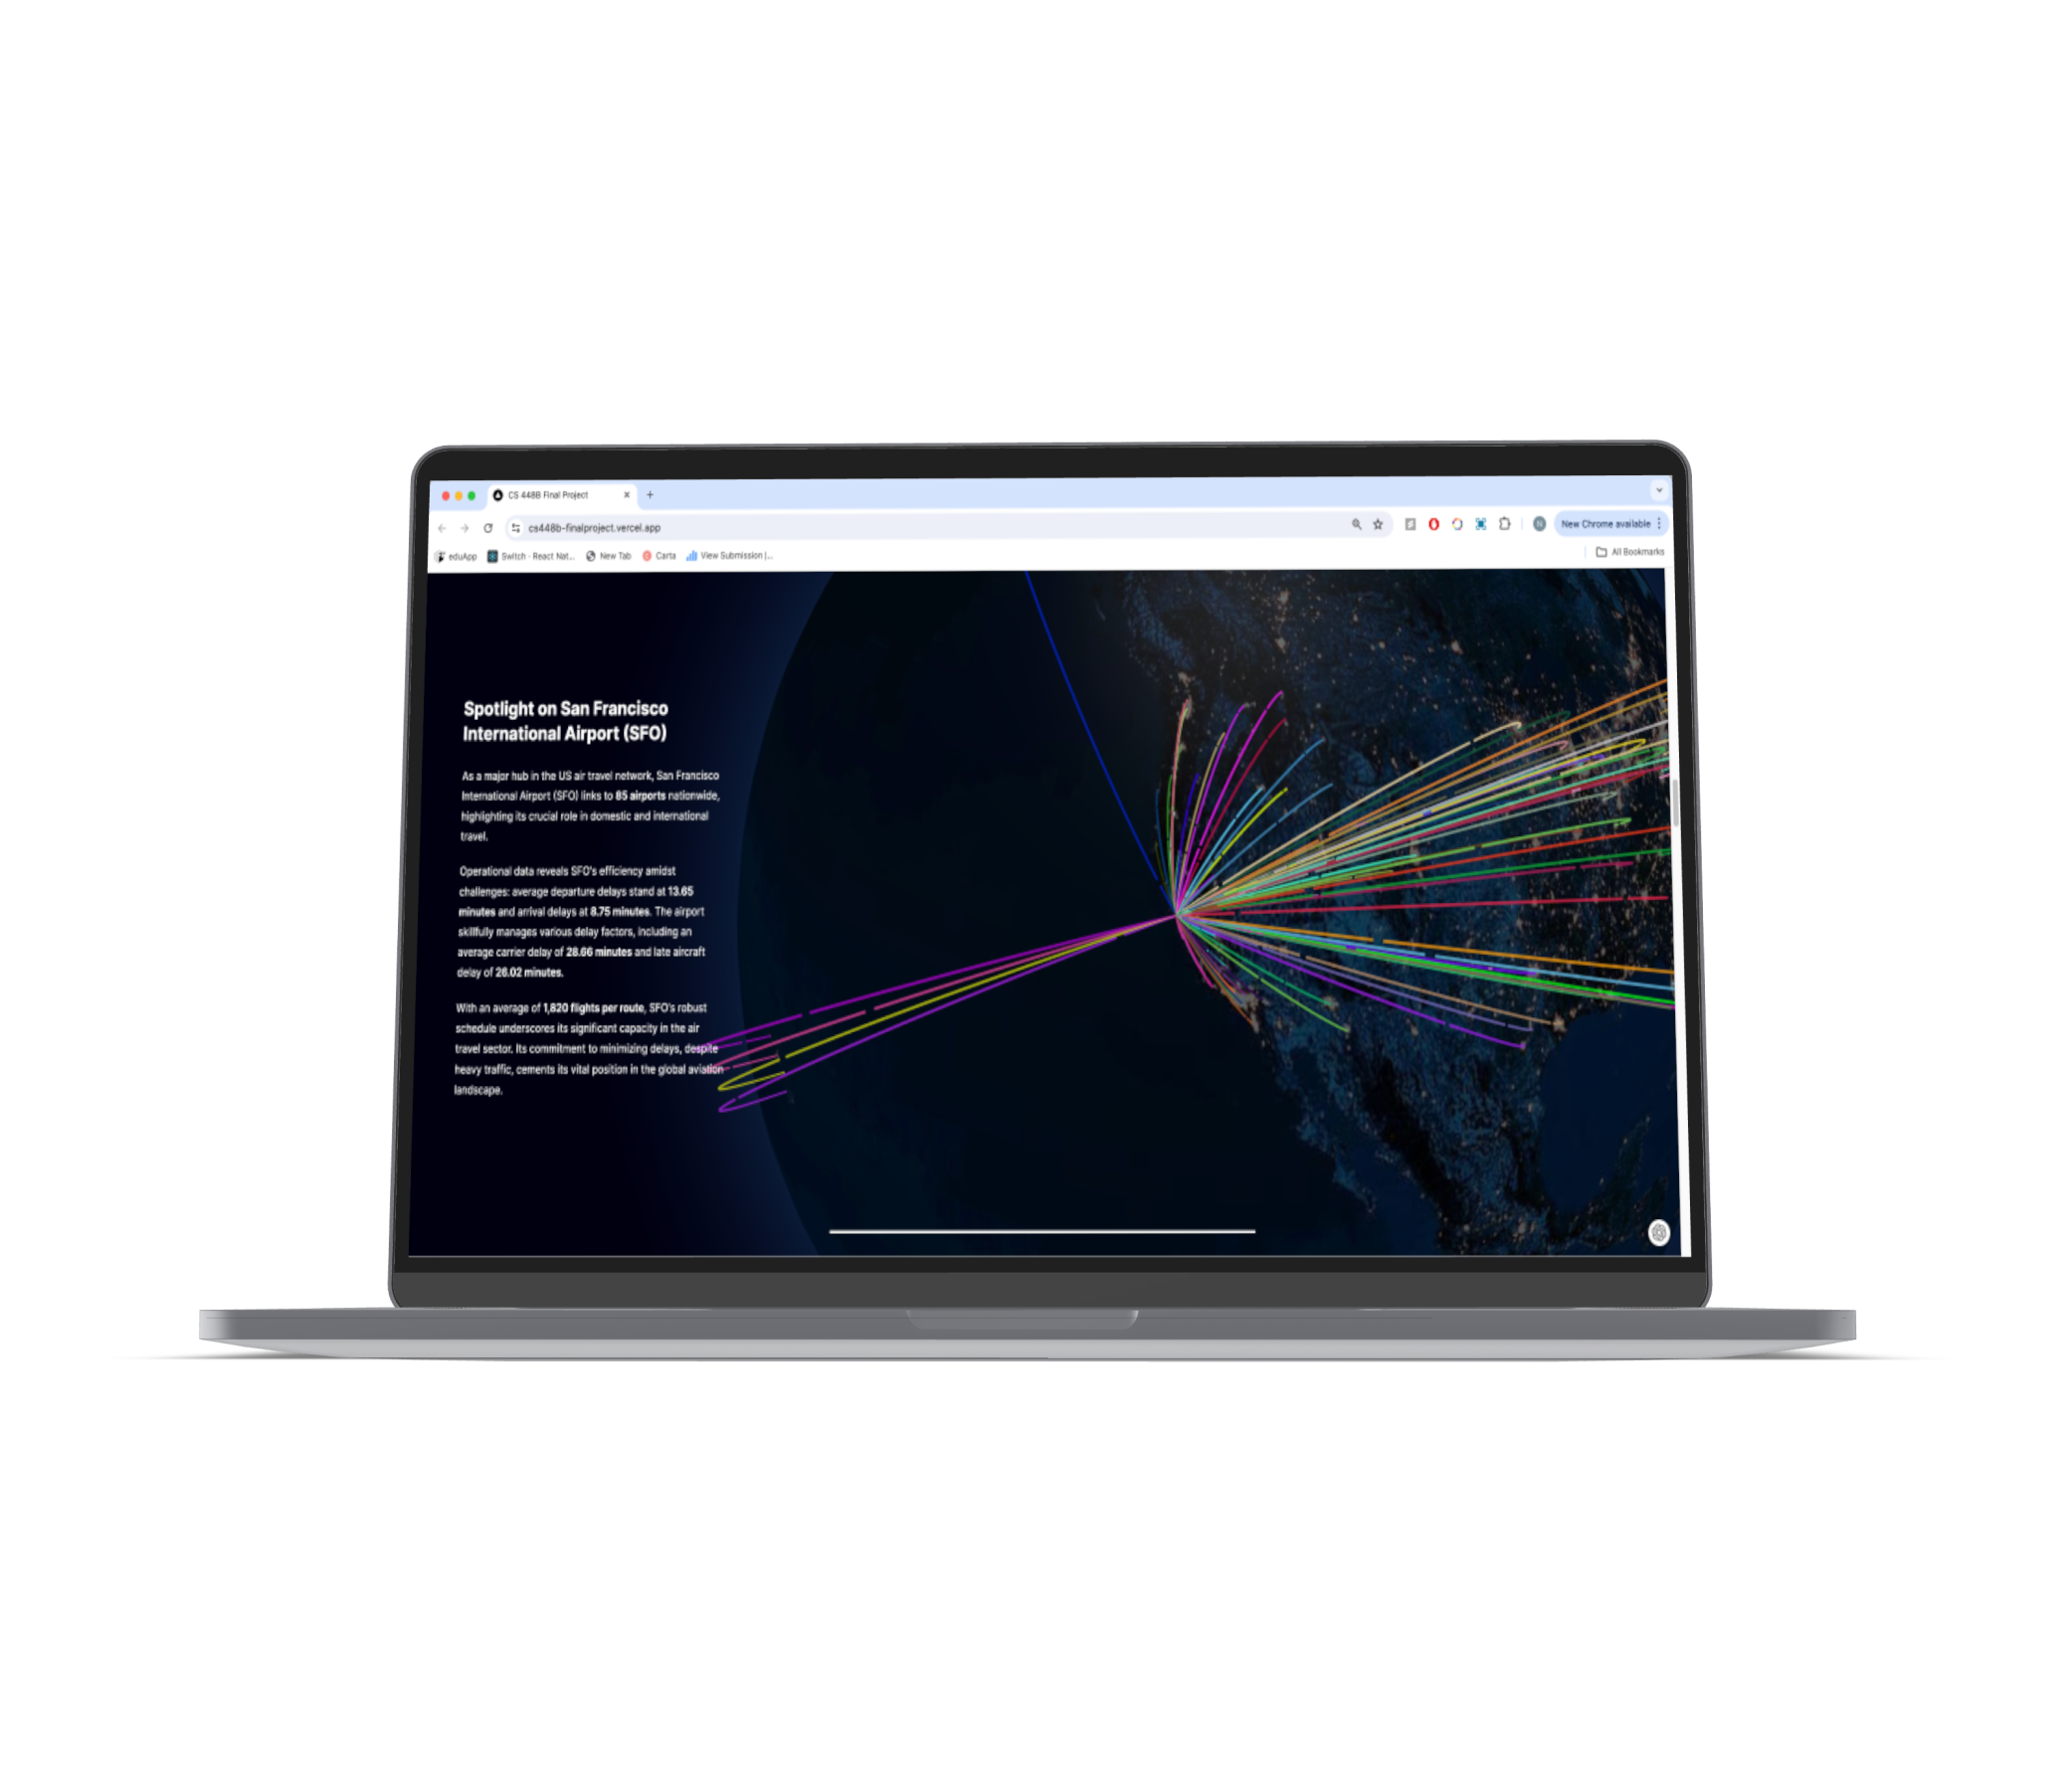 CS 448B Final Project
cs448b-finalproject.vercel.app
New Chrome available
eduApp Switch - React Nat... New Tab Carta View Submission |...
All Bookmarks
Spotlight on San Francisco
International Airport (SFO)
As a major hub in the US air travel network, San Francisco
International Airport (SFO) links to 85 airports nationwide,
highlighting its crucial role in domestic and international
travel.
Operational data reveals SFO's efficiency amidst
challenges: average departure delays stand at 13.65
minutes and arrival delays at 8.75 minutes. The airport
skillfully manages various delay factors, including an
average carrier delay of 28.66 minutes and late aircraft
delay of 26.02 minutes.
With an average of 1,820 flights per route, SFO's robust
schedule underscores its significant capacity in the air
travel sector. Its commitment to minimizing delays, despite
heavy traffic, cements its vital position in the global aviation
landscape.